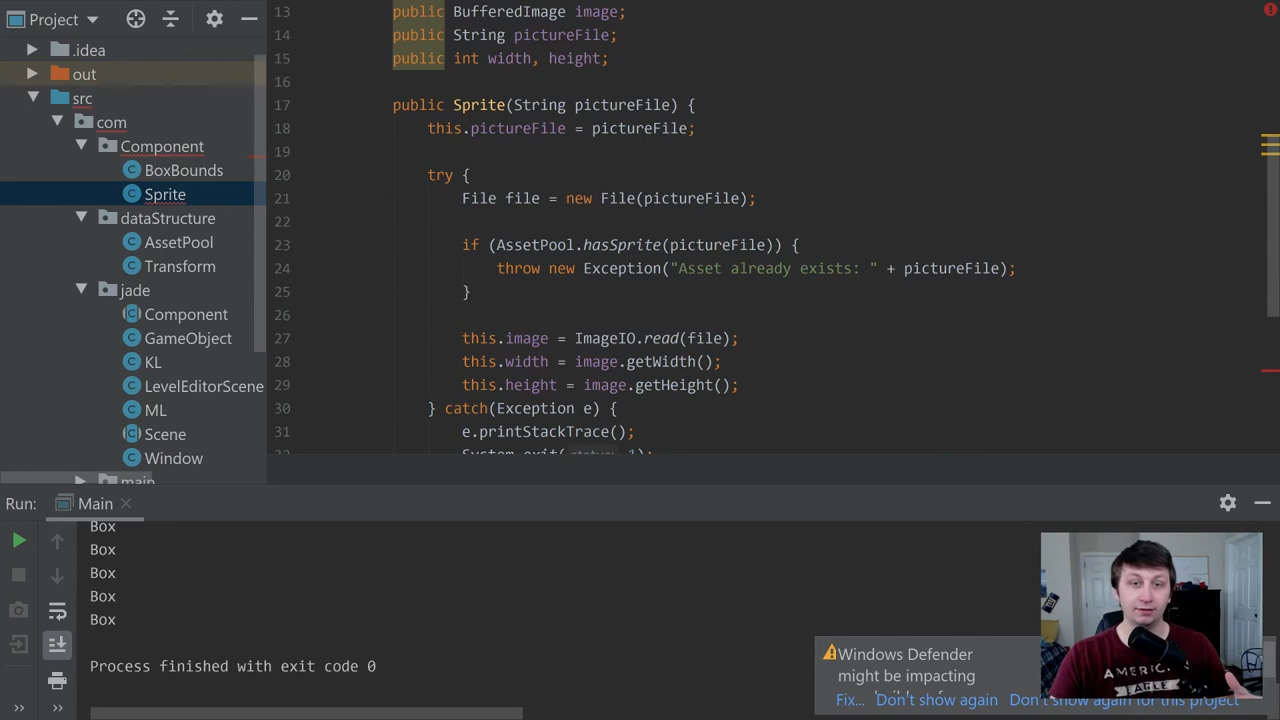 Project
.idea
out
src
com
Component
BoxBounds
Sprite
dataStructure
AssetPool
Transform
jade
Component
GameObject
KL
LevelEditorScene
ML
Scene
Window
main
13 public BufferedImage image;
14 public String pictureFile;
15 public int width, height;
16
17 public Sprite(String pictureFile) {
18 this.pictureFile = pictureFile;
19
20 try {
21 File file = new File(pictureFile);
22
23 if (AssetPool.hasSprite(pictureFile)) {
24 throw new Exception("Asset already exists: " + pictureFile);
25 }
26
27 this.image = ImageIO.read(file);
28 this.width = image.getWidth();
29 this.height = image.getHeight();
30 } catch(Exception e) {
31 e.printStackTrace();
32 System.exit( status: 1);
Run: Main
Box
Box
Box
Box
Box
Process finished with exit code 0
Windows Defender
might be impacting
Fix... Don't show again Don't show again for this project
AMERIC
EAGLE